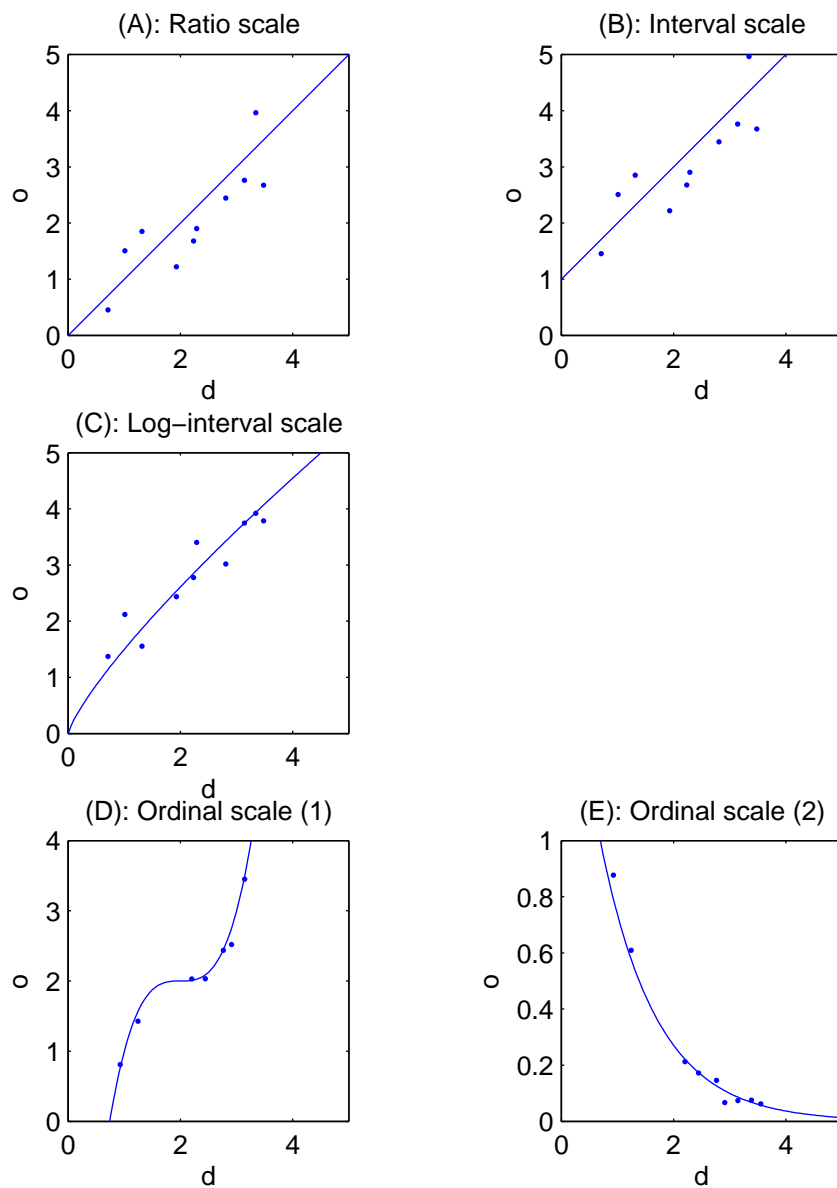 (A): Ratio scale
5
4
3
2
1
0
o
0 2 4
d
(B): Interval scale
5
4
3
2
1
0
o
0 2 4
d
(C): Log−interval scale
5
4
3
2
1
0
o
0 2 4
d
(D): Ordinal scale (1)
4
3
2
1
0
o
0 2 4
d
(E): Ordinal scale (2)
1
0.8
0.6
0.4
0.2
0
o
0 2 4
d